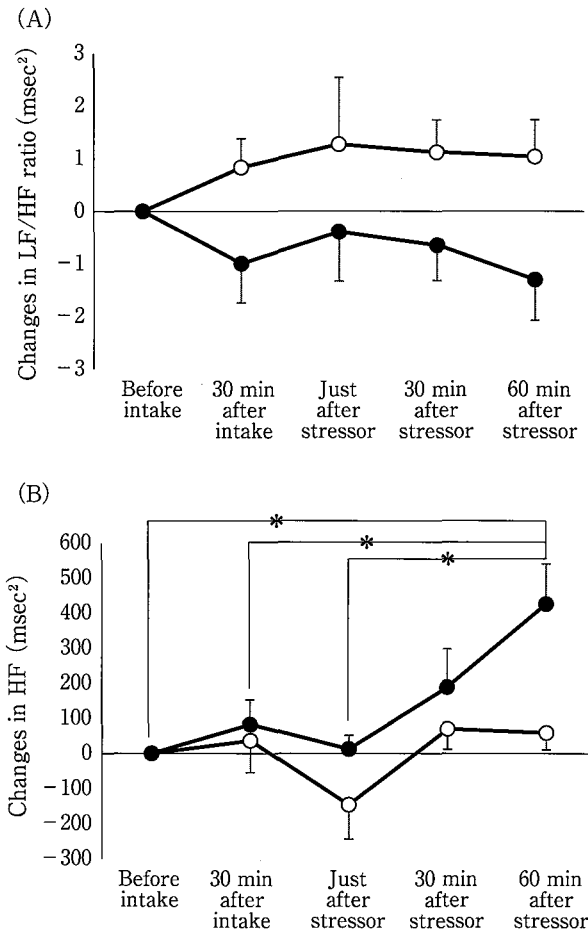 (A)
Changes in LF/HF ratio (msec²)
3
2
1
0
−1
−2
−3
Before intake
30 min after intake
Just after stressor
30 min after stressor
60 min after stressor
(B)
Changes in HF (msec²)
600
500
400
300
200
100
0
−100
−200
−300
*
*
*
Before intake
30 min after intake
Just after stressor
30 min after stressor
60 min after stressor